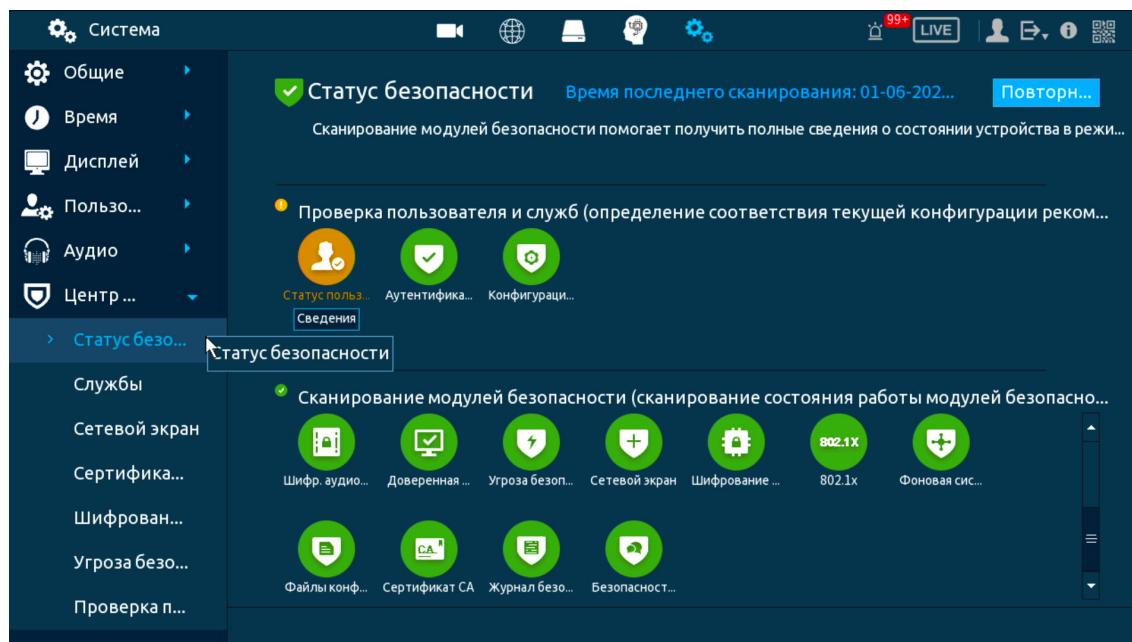 Система
99+
LIVE
Общие
Время
Дисплей
Пользо...
Аудио
Центр ...
Статус безо...
Службы
Сетевой экран
Сертифика...
Шифрован...
Угроза безо...
Проверка п...
Статус безопасности
Статус безопасности
Время последнего сканирования: 01-06-202...
Повторн...
Сканирование модулей безопасности помогает получить полные сведения о состоянии устройства в режи...
Проверка пользователя и служб (определение соответствия текущей конфигурации реком...
Статус польз...
Аутентифика...
Конфигураци...
Сведения
Сканирование модулей безопасности (сканирование состояния работы модулей безопасно...
802.1X
Шифр. аудио...
Доверенная ...
Угроза безоп...
Сетевой экран
Шифрование ...
802.1x
Фоновая сис...
CA
Файлы конф...
Сертификат CA
Журнал безо...
Безопасност...